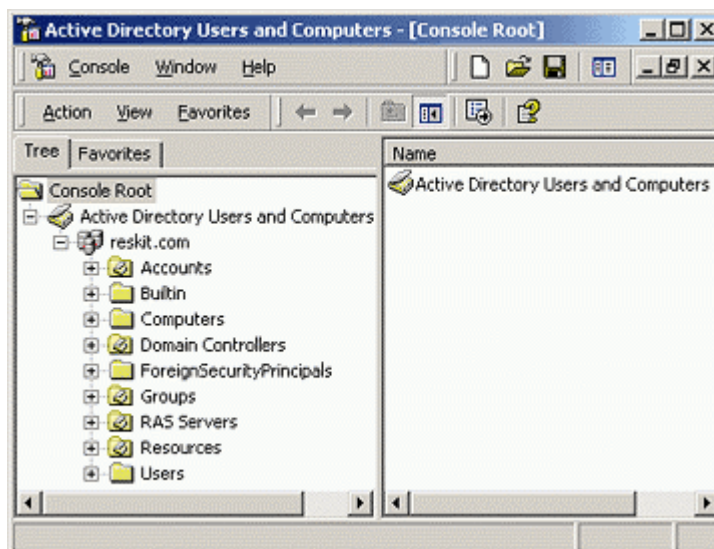 Active Directory Users and Computers - [Console Root]
Console Window Help
Action View Favorites
Tree Favorites
Name
Console Root
Active Directory Users and Computers
Active Directory Users and Computers
reskit.com
Accounts
Builtin
Computers
Domain Controllers
ForeignSecurityPrincipals
Groups
RAS Servers
Resources
Users